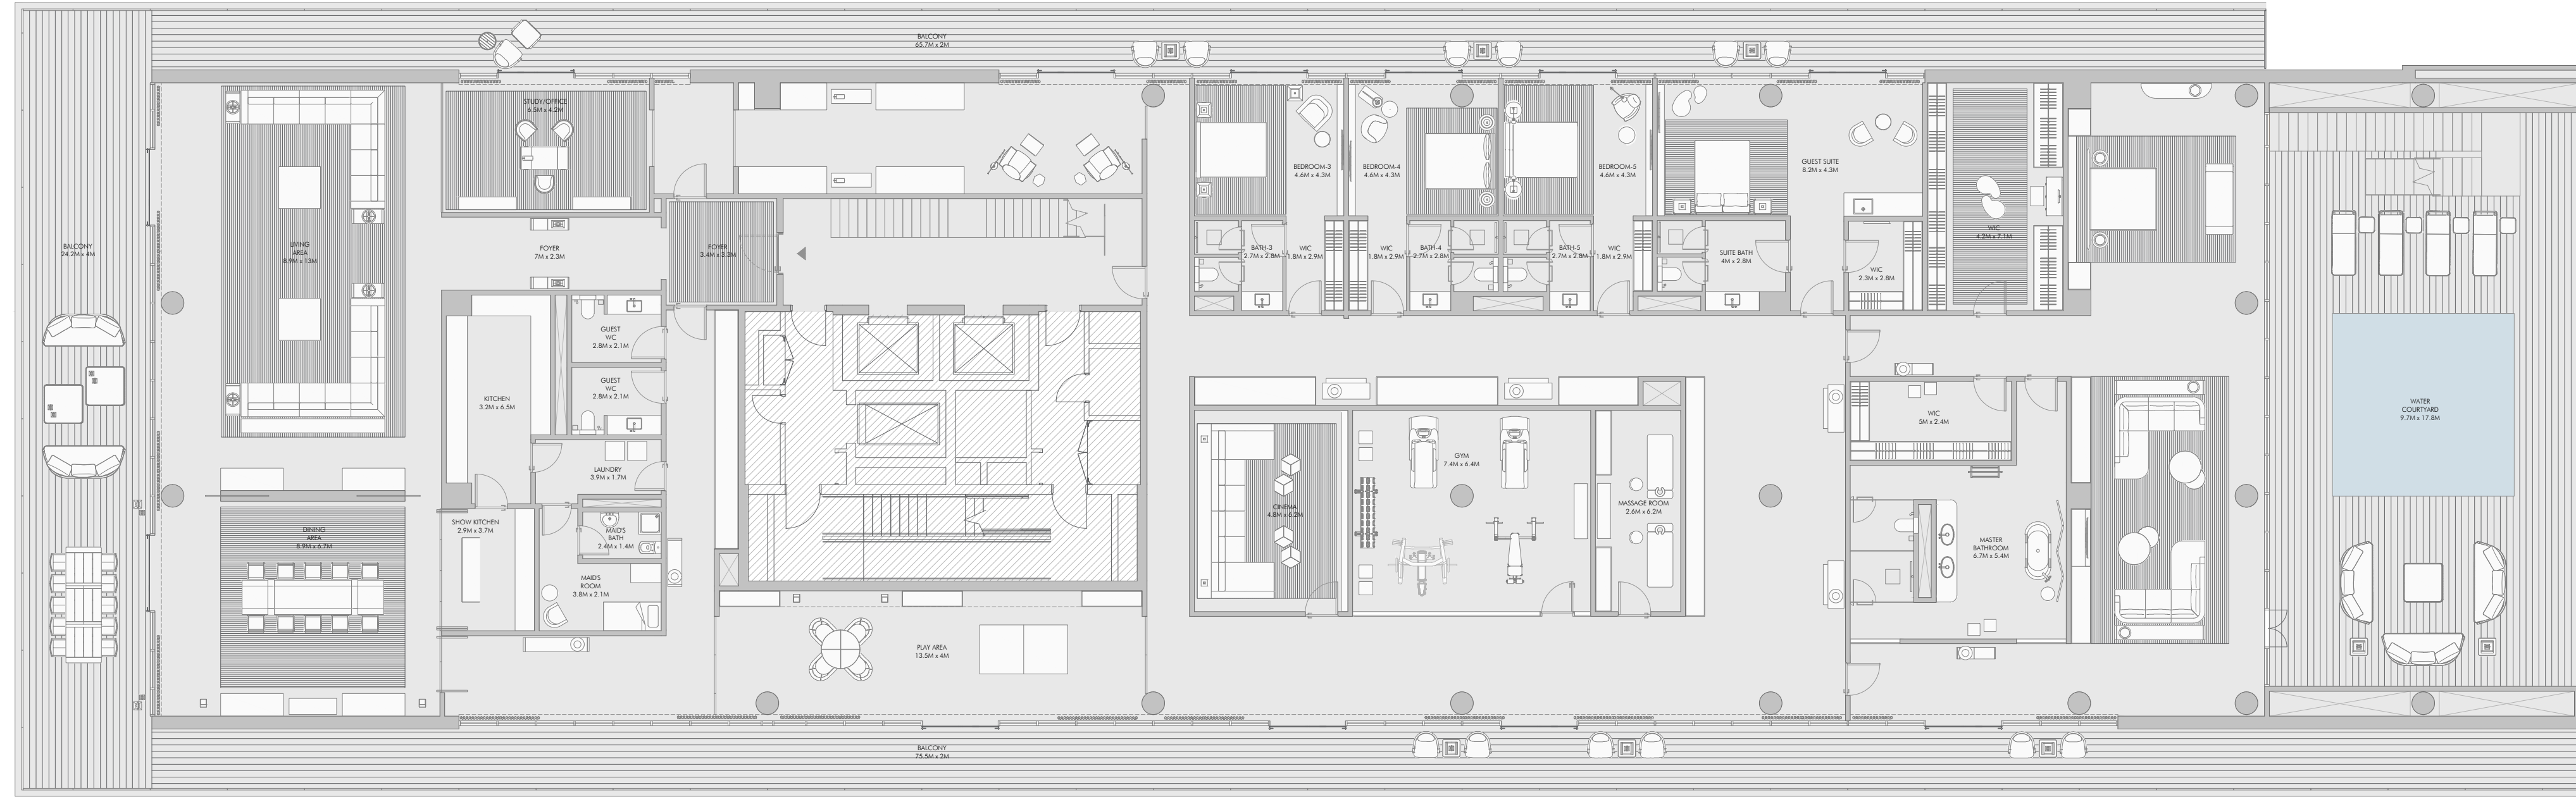 BALCONY
65.7M x 2M
STUDY/OFFICE
6.5M x 4.2M
BEDROOM-3
4.6M x 4.3M
BEDROOM-4
4.6M x 4.3M
BEDROOM-5
4.6M x 4.3M
GUEST SUITE
8.2M x 4.3M
WIC
4.2M x 7.1M
BALCONY
24.2M x 4M
LIVING
AREA
8.9M x 13M
FOYER
7M x 2.3M
FOYER
3.4M x 3.3M
BATH-3
2.7M x 2.8M
WIC
1.8M x 2.9M
WIC
1.8M x 2.9M
BATH-4
2.7M x 2.8M
BATH-5
2.7M x 2.8M
WIC
1.8M x 2.9M
SUITE BATH
4M x 2.8M
WIC
2.3M x 2.8M
GUEST
WC
2.8M x 2.1M
GUEST
WC
2.8M x 2.1M
KITCHEN
3.2M x 6.5M
WIC
5M x 2.4M
WATER
COURTYARD
9.7M x 17.8M
LAUNDRY
3.9M x 1.7M
GYM
7.4M x 6.4M
CINEMA
4.8M x 6.2M
MASSAGE ROOM
2.6M x 6.2M
SHOW KITCHEN
2.9M x 3.7M
MAID'S
BATH
2.4M x 1.4M
DINING
AREA
8.9M x 6.7M
MASTER
BATHROOM
6.7M x 5.4M
MAID'S
ROOM
3.8M x 2.1M
PLAY AREA
13.5M x 4M
BALCONY
75.5M x 2M